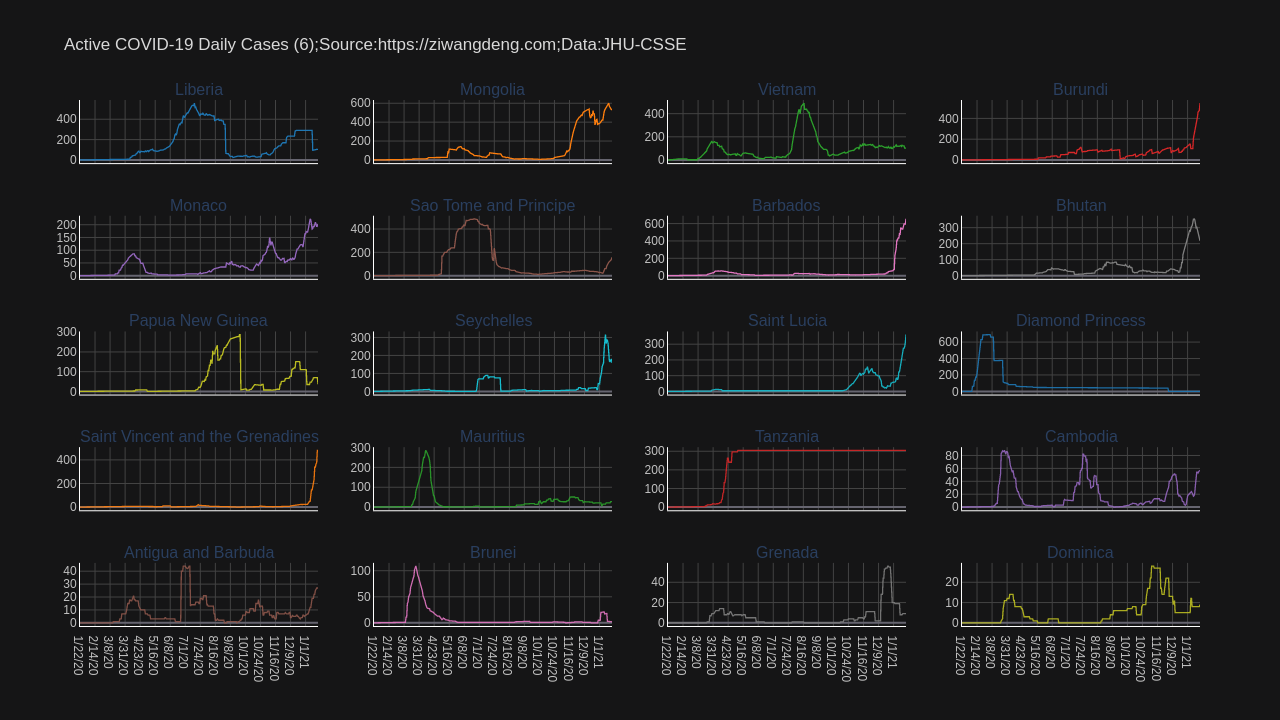 Active COVID-19 Daily Cases (6);Source:https://ziwangdeng.com;Data:JHU-CSSE
Liberia Mongolia Vietnam Burundi
400 200 0
600 400 200 0
400 200 0
400 200 0
Monaco Sao Tome and Principe Barbados Bhutan
200 150 100 50
400 200 0
600 400 200 0
300 200 100 0
Papua New Guinea Seychelles Saint Lucia Diamond Princess
300 200 100 0
300 200 100 0
300 200 100 0
600 400 200 0
Saint Vincent and the Grenadines Mauritius Tanzania Cambodia
400 200 0
300 200 100 0
300 200 100 0
80 60 40 20 0
Antigua and Barbuda Brunei Grenada Dominica
40 30 20 10 0
100 50 0
40 20 0
20 10 0
1/22/20 2/14/20 3/8/20 3/31/20 4/23/20 5/16/20 6/8/20 7/1/20 7/24/20 8/16/20 9/8/20 10/1/20 10/24/20 11/16/20 12/9/20 1/1/21
1/22/20 2/14/20 3/8/20 3/31/20 4/23/20 5/16/20 6/8/20 7/1/20 7/24/20 8/16/20 9/8/20 10/1/20 10/24/20 11/16/20 12/9/20 1/1/21
1/22/20 2/14/20 3/8/20 3/31/20 4/23/20 5/16/20 6/8/20 7/1/20 7/24/20 8/16/20 9/8/20 10/1/20 10/24/20 11/16/20 12/9/20 1/1/21
1/22/20 2/14/20 3/8/20 3/31/20 4/23/20 5/16/20 6/8/20 7/1/20 7/24/20 8/16/20 9/8/20 10/1/20 10/24/20 11/16/20 12/9/20 1/1/21